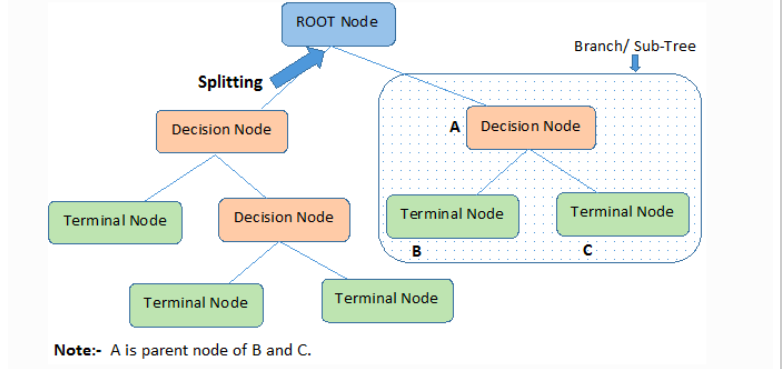 ROOT Node
Branch/ Sub-Tree
Splitting
Decision Node
A
Decision Node
Terminal Node
Decision Node
Terminal Node
Terminal Node
B
C
Terminal Node
Terminal Node
Note:- A is parent node of B and C.